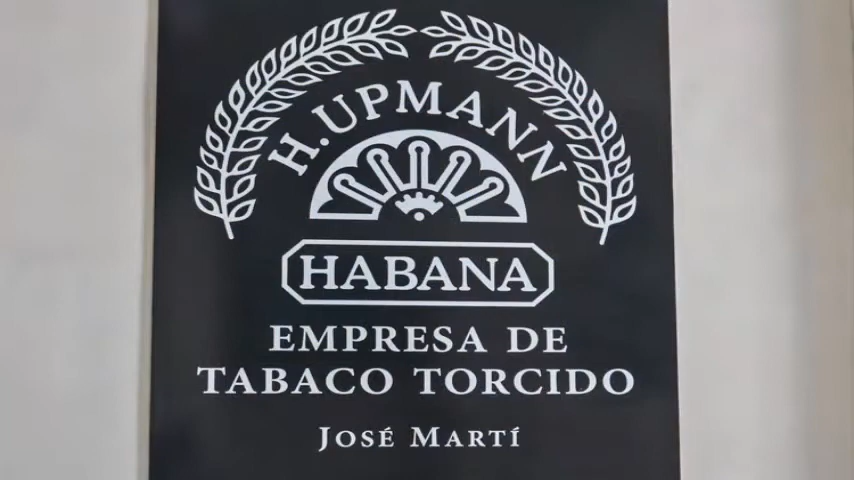 H. UPMANN
HABANA
EMPRESA DE
TABACO TORCIDO
JOSÉ MARTÍ